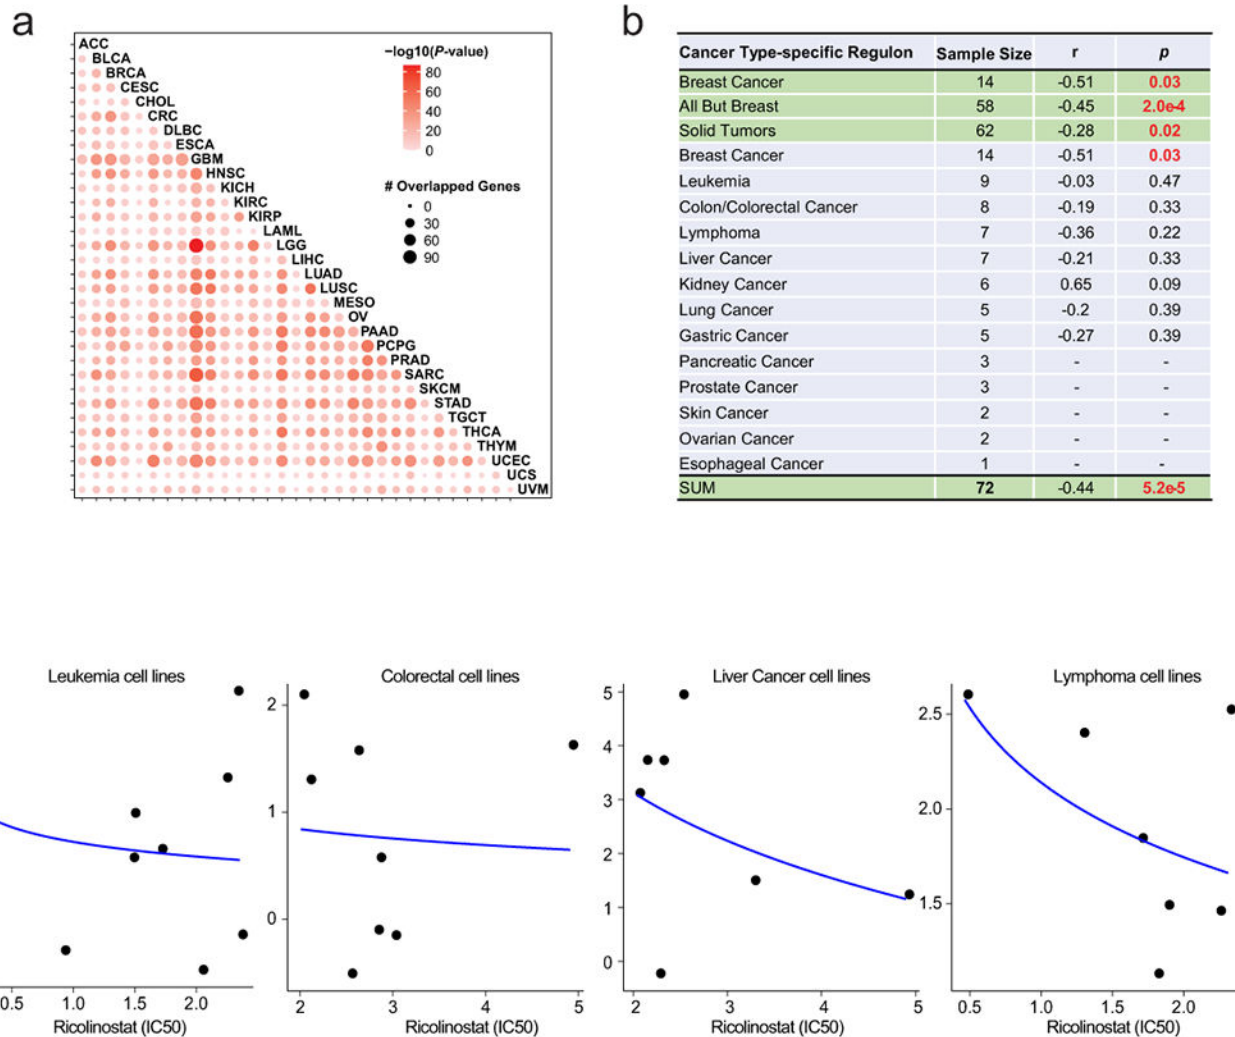 a
ACC
BLCA
BRCA
CESC
CHOL
CRC
DLBC
ESCA
GBM
HNSC
KICH
KIRC
KIRP
LAML
LGG
LIHC
LUAD
LUSC
MESO
OV
PAAD
PCPG
PRAD
SARC
SKCM
STAD
TGCT
THCA
THYM
UCEC
UCS
UVM
−log10(P-value)
80
60
40
20
0
# Overlapped Genes
0
30
60
90
b
Cancer Type-specific Regulon Sample Size r p
Breast Cancer 14 -0.51 0.03
All But Breast 58 -0.45 2.0e-4
Solid Tumors 62 -0.28 0.02
Breast Cancer 14 -0.51 0.03
Leukemia 9 -0.03 0.47
Colon/Colorectal Cancer 8 -0.19 0.33
Lymphoma 7 -0.36 0.22
Liver Cancer 7 -0.21 0.33
Kidney Cancer 6 0.65 0.09
Lung Cancer 5 -0.2 0.39
Gastric Cancer 5 -0.27 0.39
Pancreatic Cancer 3 - -
Prostate Cancer 3 - -
Skin Cancer 2 - -
Ovarian Cancer 2 - -
Esophageal Cancer 1 - -
SUM 72 -0.44 5.2e-5
Leukemia cell lines
0.5 1.0 1.5 2.0
Ricolinostat (IC50)
Colorectal cell lines
2
1
0
2 3 4 5
Ricolinostat (IC50)
Liver Cancer cell lines
5
4
3
2
1
0
2 3 4 5
Ricolinostat (IC50)
Lymphoma cell lines
2.5
2.0
1.5
0.5 1.0 1.5 2.0
Ricolinostat (IC50)